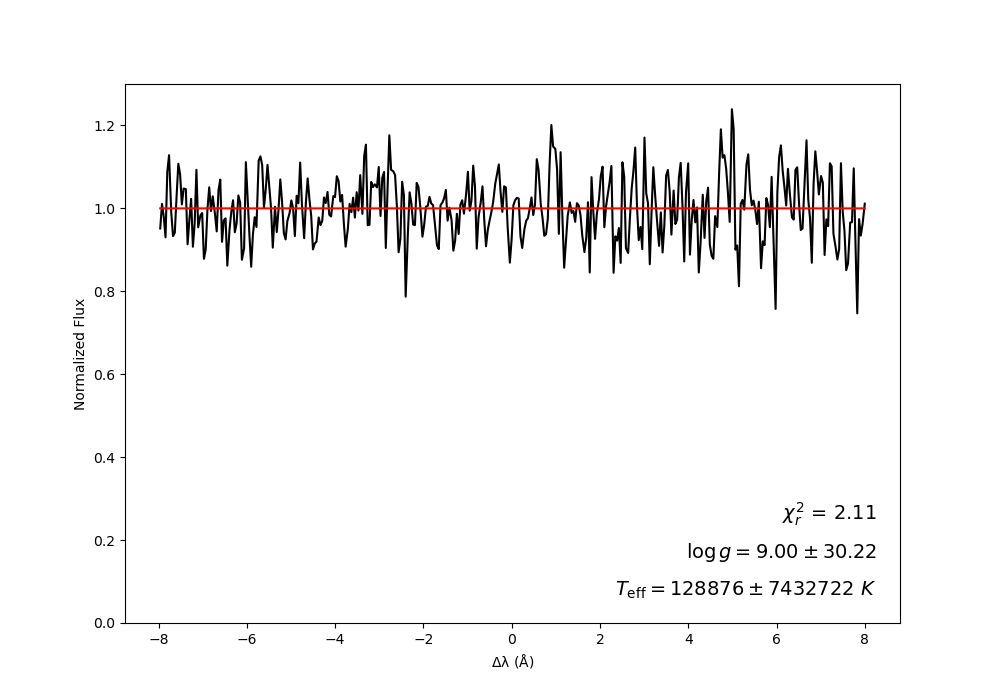 1.2
1.0
0.8
0.6
0.4
0.2
0.0
Normalized Flux
χ²ᵣ = 2.11
log g = 9.00 ± 30.22
T_eff = 128876 ± 7432722 K
−8 −6 −4 −2 0 2 4 6 8
Δλ (Å)